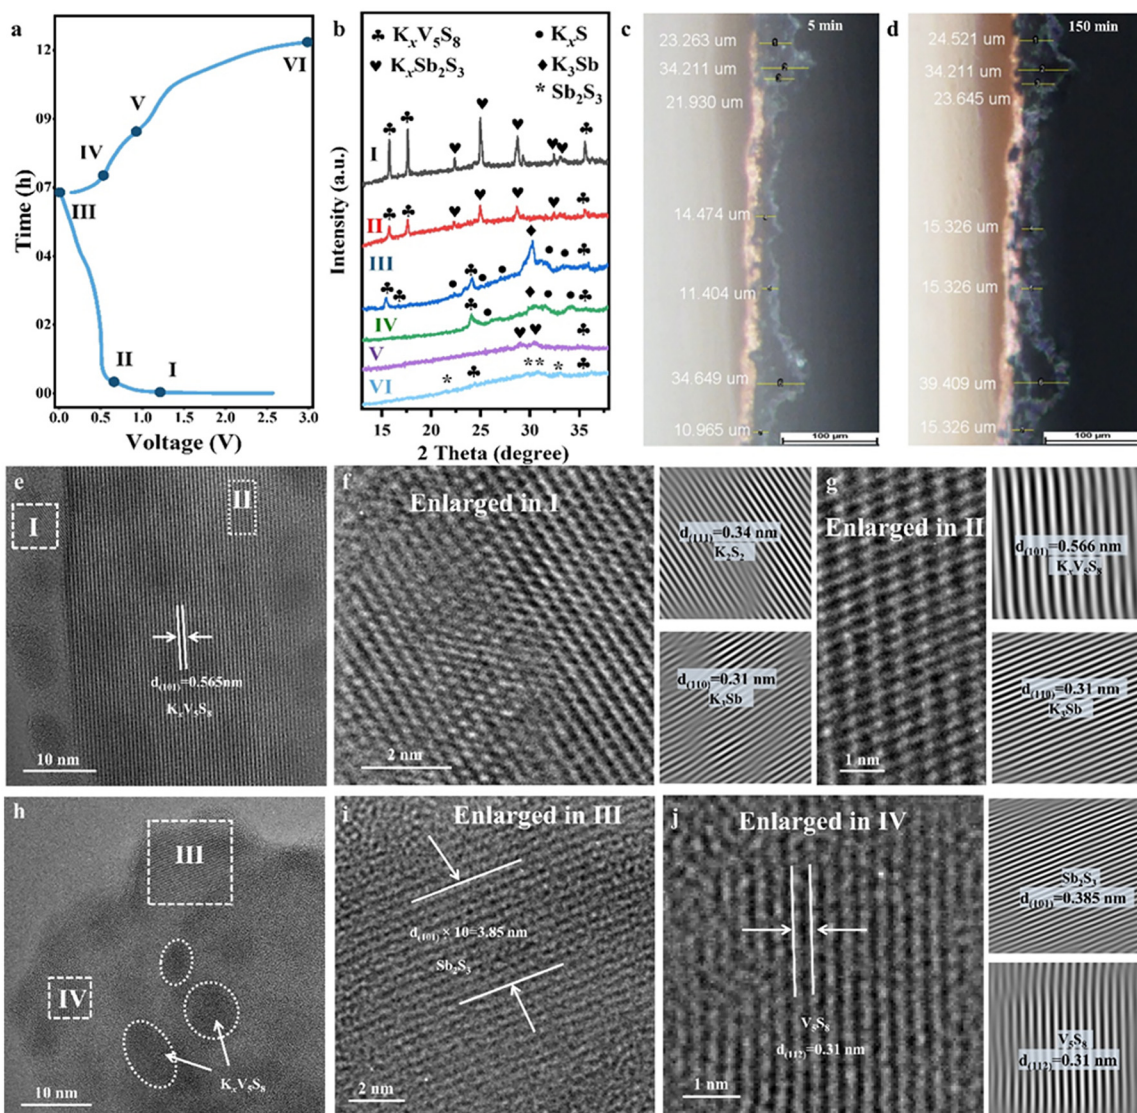 a
12
09
07
04
02
00
Time (h)
VI
V
IV
III
II
I
0.0 0.5 1.0 1.5 2.0 2.5 3.0
Voltage (V)
b
♣ KₓV₅S₈ ● KₓS
♥ KₓSb₂S₃ ♦ K₃Sb
* Sb₂S₃
Intensity (a.u.)
I
II
III
IV
V
VI
15 20 25 30 35
2 Theta (degree)
c 5 min
23.263 um
34.211 um
21.930 um
14.474 um
11.404 um
34.649 um
10.965 um
100 μm
d 150 min
24.521 um
34.211 um
23.645 um
15.326 um
15.326 um
39.409 um
15.326 um
100 μm
e
I
II
d₍₁₀₁₎=0.565nm
KₓV₅S₈
10 nm
f Enlarged in I
2 nm
d₍₁₁₁₎=0.34 nm
K₂S₂
d₍₁₁₀₎=0.31 nm
K₃Sb
g
Enlarged in II
1 nm
d₍₁₀₁₎=0.566 nm
KₓV₅S₈
d₍₁₁₀₎=0.31 nm
K₃Sb
h
III
IV
KₓV₅S₈
10 nm
i Enlarged in III
d₍₁₀₁₎ × 10=3.85 nm
Sb₂S₃
2 nm
j Enlarged in IV
V₅S₈
d₍₁₁₂₎=0.31 nm
1 nm
Sb₂S₃
d₍₁₀₁₎=0.385 nm
V₅S₈
d₍₁₁₂₎=0.31 nm